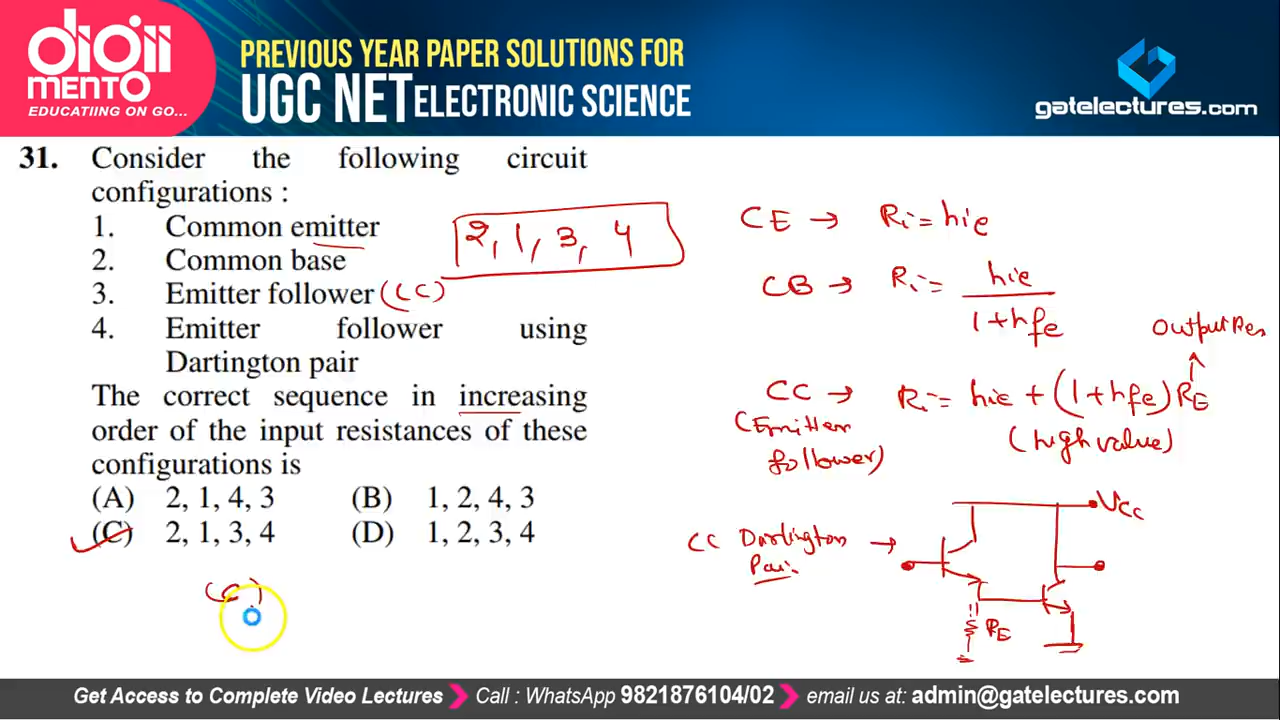 digii
MENTO
EDUCATIING ON GO...
PREVIOUS YEAR PAPER SOLUTIONS FOR
UGC NET ELECTRONIC SCIENCE
gatelectures.com
31. Consider the following circuit
configurations :
1. Common emitter
2. Common base
3. Emitter follower (CC)
4. Emitter follower using
Dartington pair
The correct sequence in increasing
order of the input resistances of these
configurations is
(A) 2, 1, 4, 3 (B) 1, 2, 4, 3
(C) 2, 1, 3, 4 (D) 1, 2, 3, 4
2, 1, 3, 4
(C)
CE → Ri = hie
CB → Ri = hie / 1 + hfe
Output Res
CC → Ri = hie + (1 + hfe) RE
(Emitter
follower)
(high value)
CC Darlington
Pair
VCC
RE
Get Access to Complete Video Lectures Call : WhatsApp 9821876104/02 email us at: admin@gatelectures.com